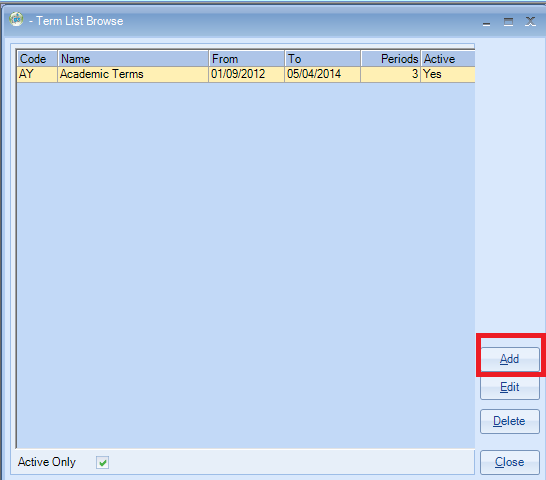 - Term List Browse
Code Name From To Periods Active
AY Academic Terms 01/09/2012 05/04/2014 3 Yes
Add
Edit
Delete
Active Only Close